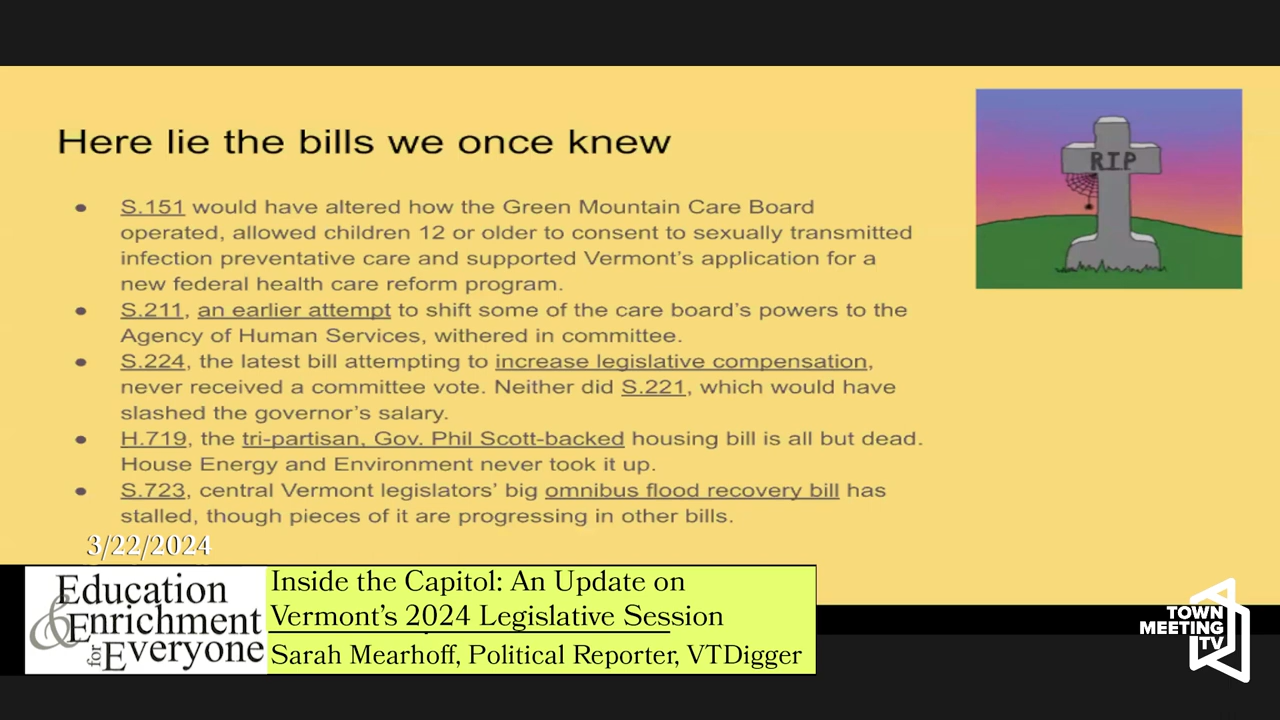 Here lie the bills we once knew
RIP
● S.151 would have altered how the Green Mountain Care Board
operated, allowed children 12 or older to consent to sexually transmitted
infection preventative care and supported Vermont's application for a
new federal health care reform program.
● S.211, an earlier attempt to shift some of the care board's powers to the
Agency of Human Services, withered in committee.
● S.224, the latest bill attempting to increase legislative compensation,
never received a committee vote. Neither did S.221, which would have
slashed the governor's salary.
● H.719, the tri-partisan, Gov. Phil Scott-backed housing bill is all but dead.
House Energy and Environment never took it up.
● S.723, central Vermont legislators' big omnibus flood recovery bill has
stalled, though pieces of it are progressing in other bills.
3/22/2024
Education
& Enrichment
for Everyone
Inside the Capitol: An Update on
Vermont's 2024 Legislative Session
Sarah Mearhoff, Political Reporter, VTDigger
TOWN
MEETING
TV